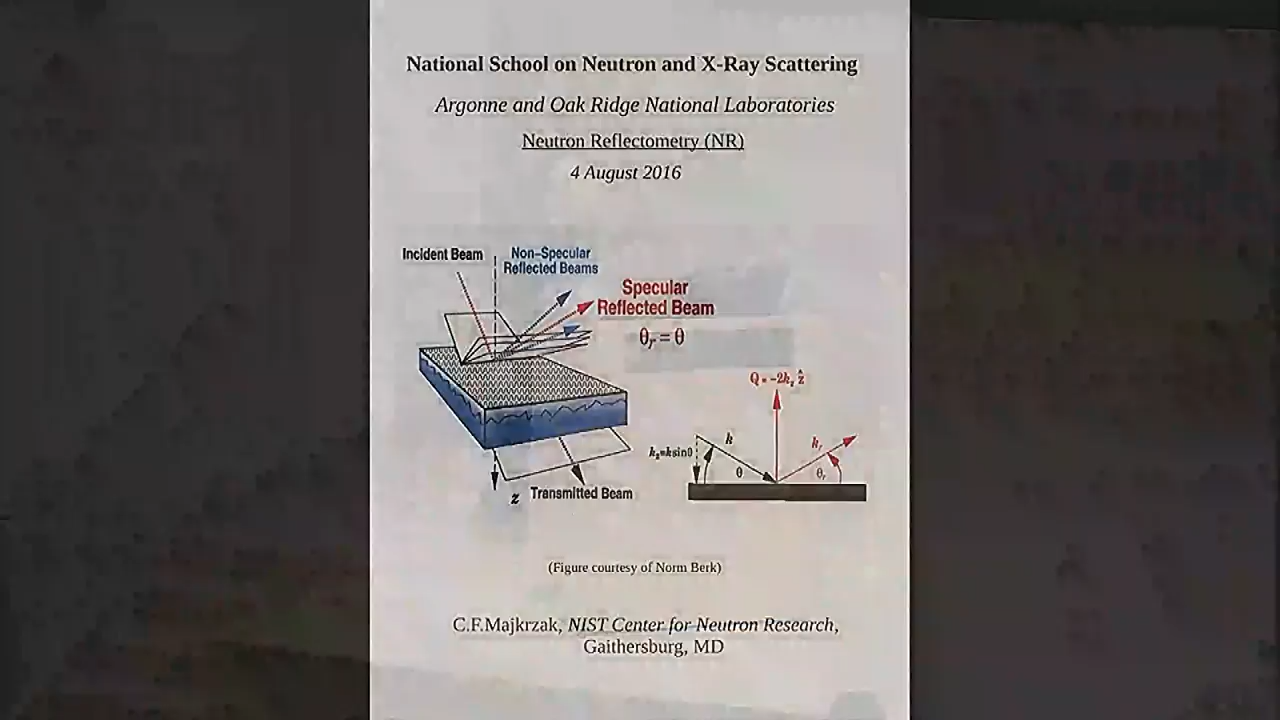 National School on Neutron and X-Ray Scattering
Argonne and Oak Ridge National Laboratories
Neutron Reflectometry (NR)
4 August 2016
Incident Beam
Non-Specular
Reflected Beams
Specular
Reflected Beam
θr = θ
Q = -2kz ẑ
k
kr
kz=ksinθ
θ
θr
z
Transmitted Beam
(Figure courtesy of Norm Berk)
C.F.Majkrzak, NIST Center for Neutron Research,
Gaithersburg, MD